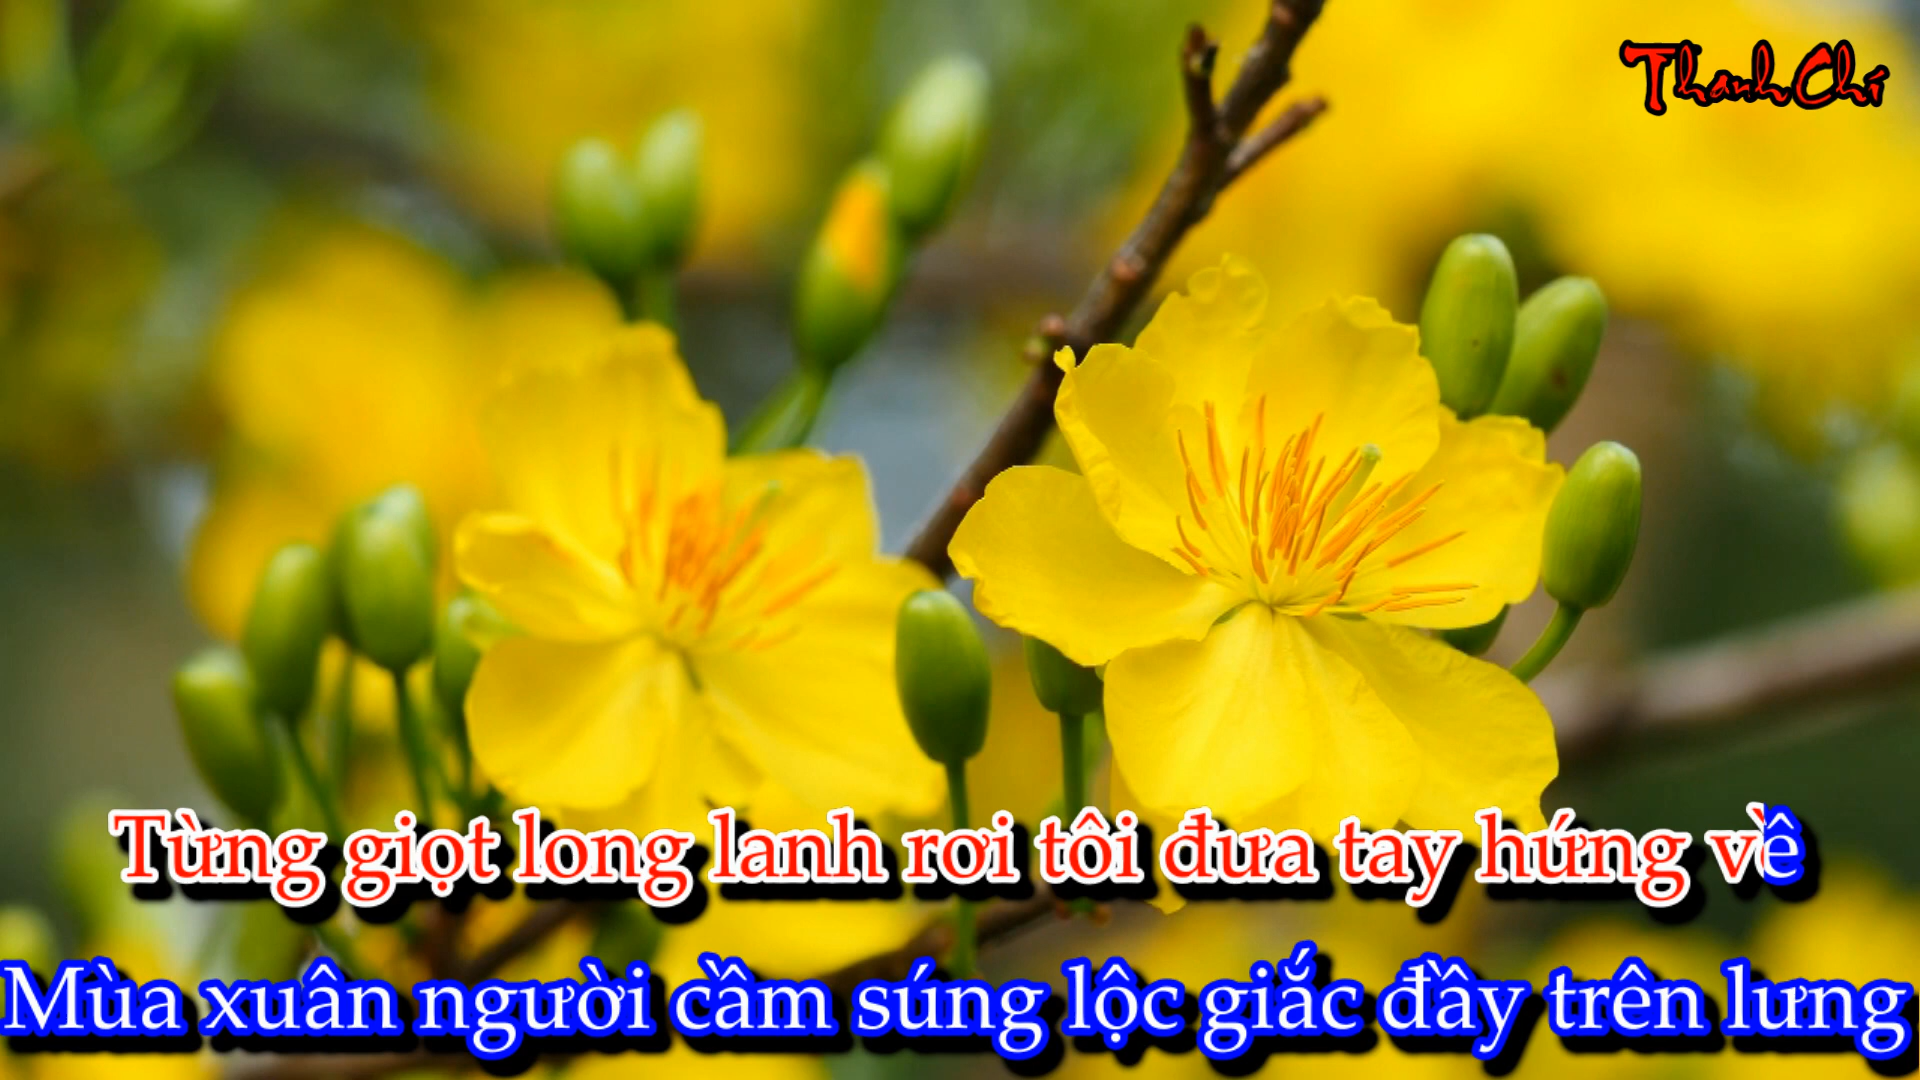 Thanh Chí
Từng giọt long lanh rơi tôi đưa tay hứng về
Mùa xuân người cầm súng lộc giắc đầy trên lưng